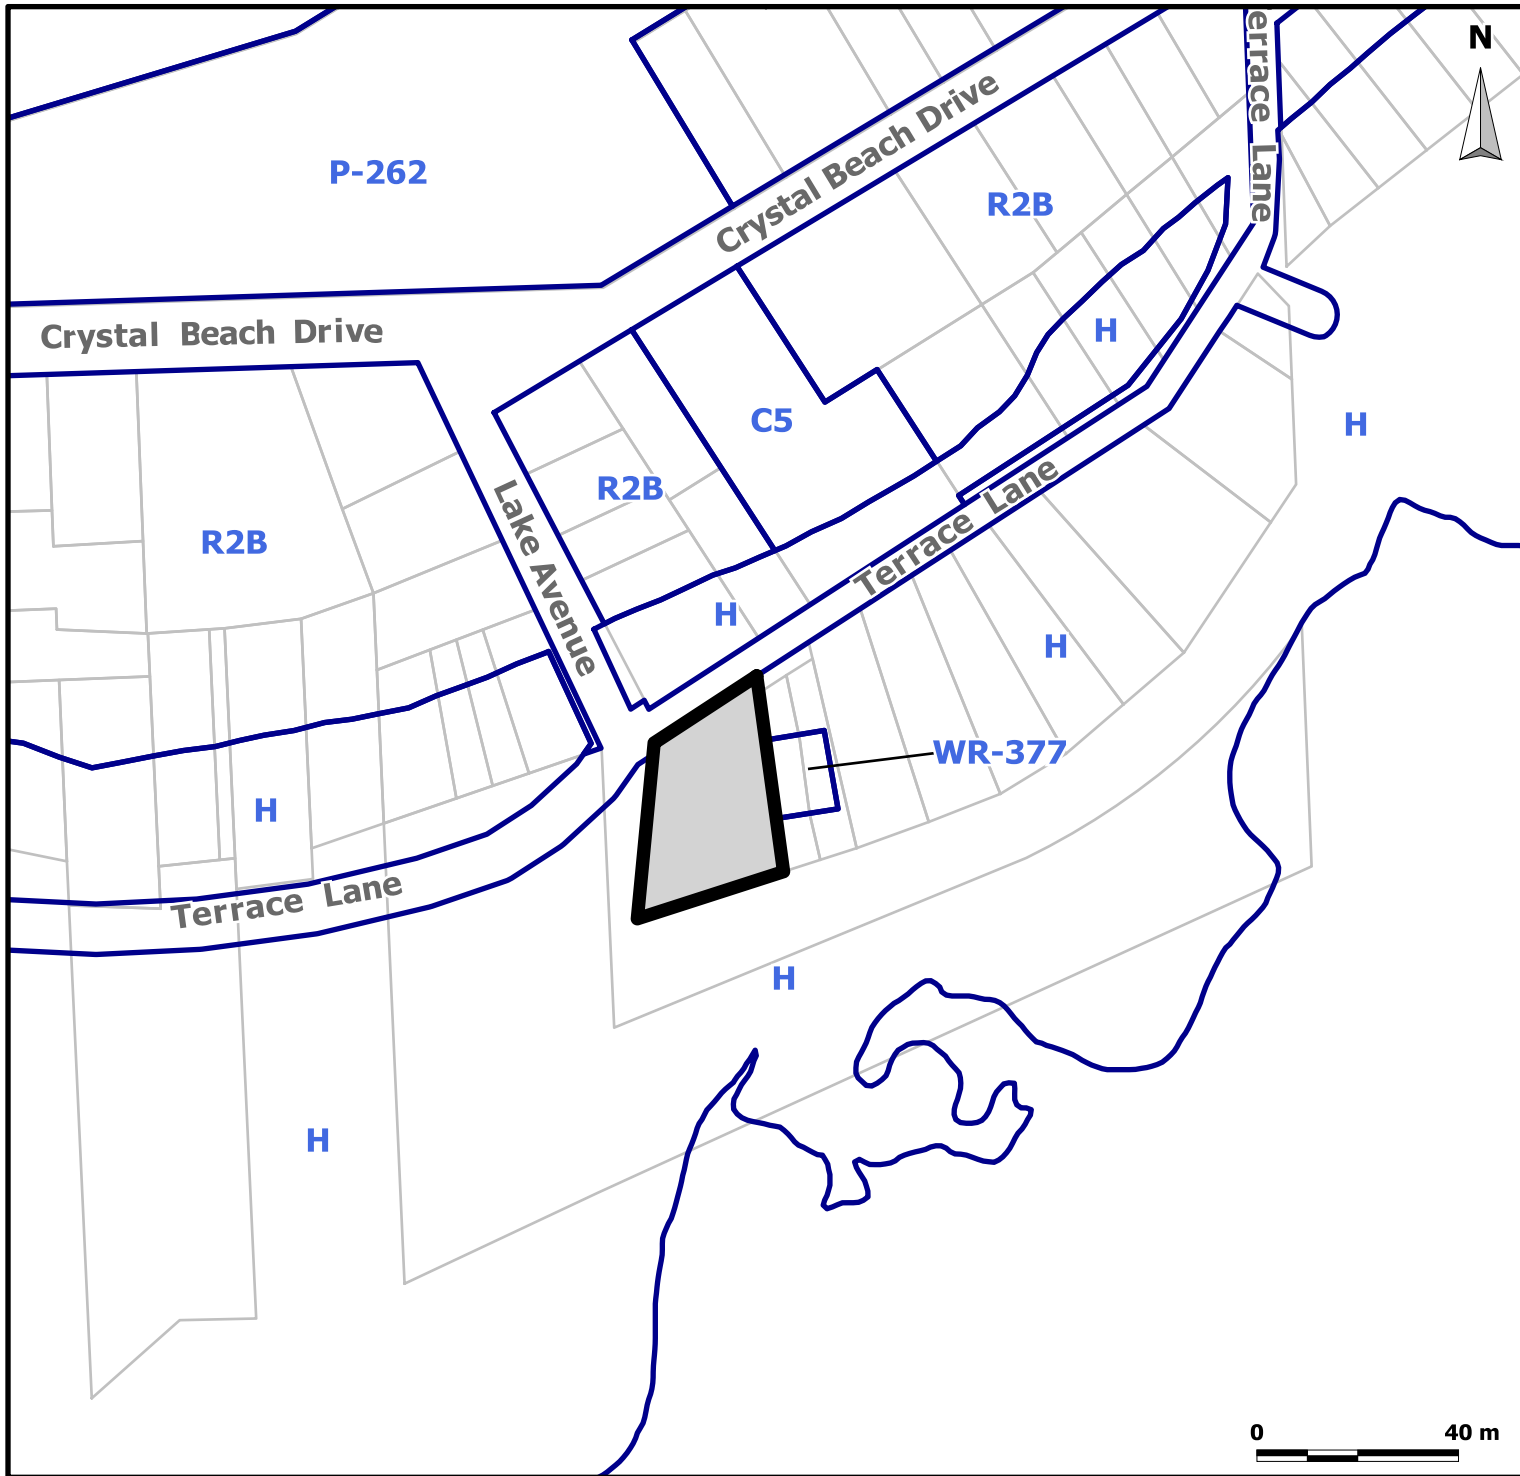 errace Lane
N
Crystal Beach Drive
P-262
R2B
Crystal Beach Drive
H
C5
H
R2B
Lake Avenue
R2B
Terrace Lane
H
H
WR-377
H
Terrace Lane
H
H
0 40 m